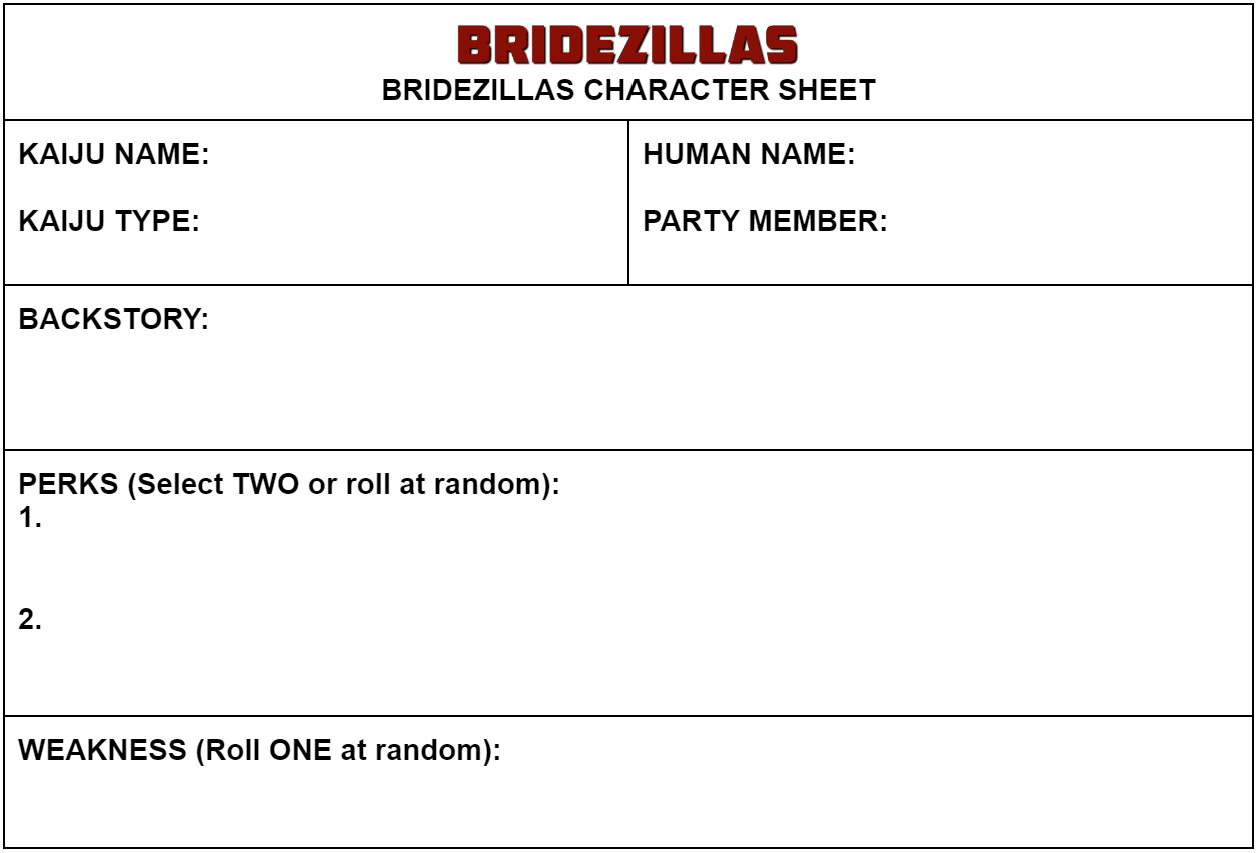 BRIDEZILLAS
BRIDEZILLAS CHARACTER SHEET
KAIJU NAME:
HUMAN NAME:
KAIJU TYPE:
PARTY MEMBER:
BACKSTORY:
PERKS (Select TWO or roll at random):
1.
2.
WEAKNESS (Roll ONE at random):